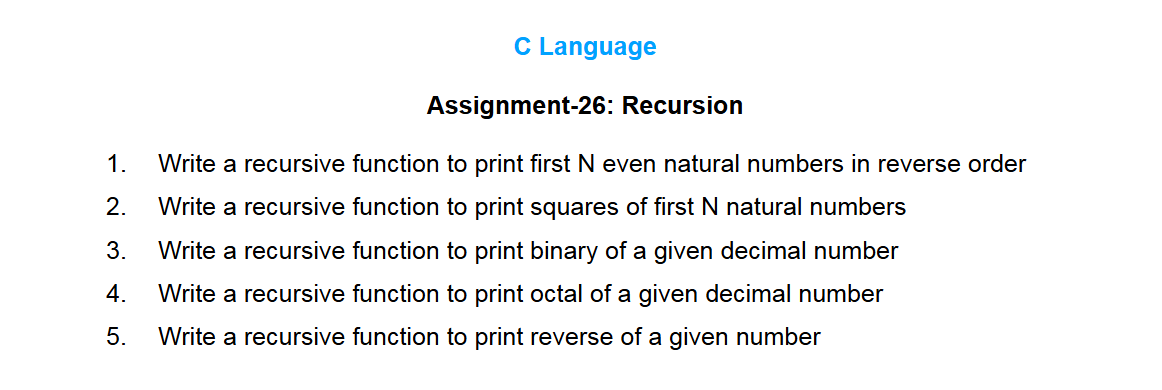 C Language
Assignment-26: Recursion
1. Write a recursive function to print first N even natural numbers in reverse order
2. Write a recursive function to print squares of first N natural numbers
3. Write a recursive function to print binary of a given decimal number
4. Write a recursive function to print octal of a given decimal number
5. Write a recursive function to print reverse of a given number